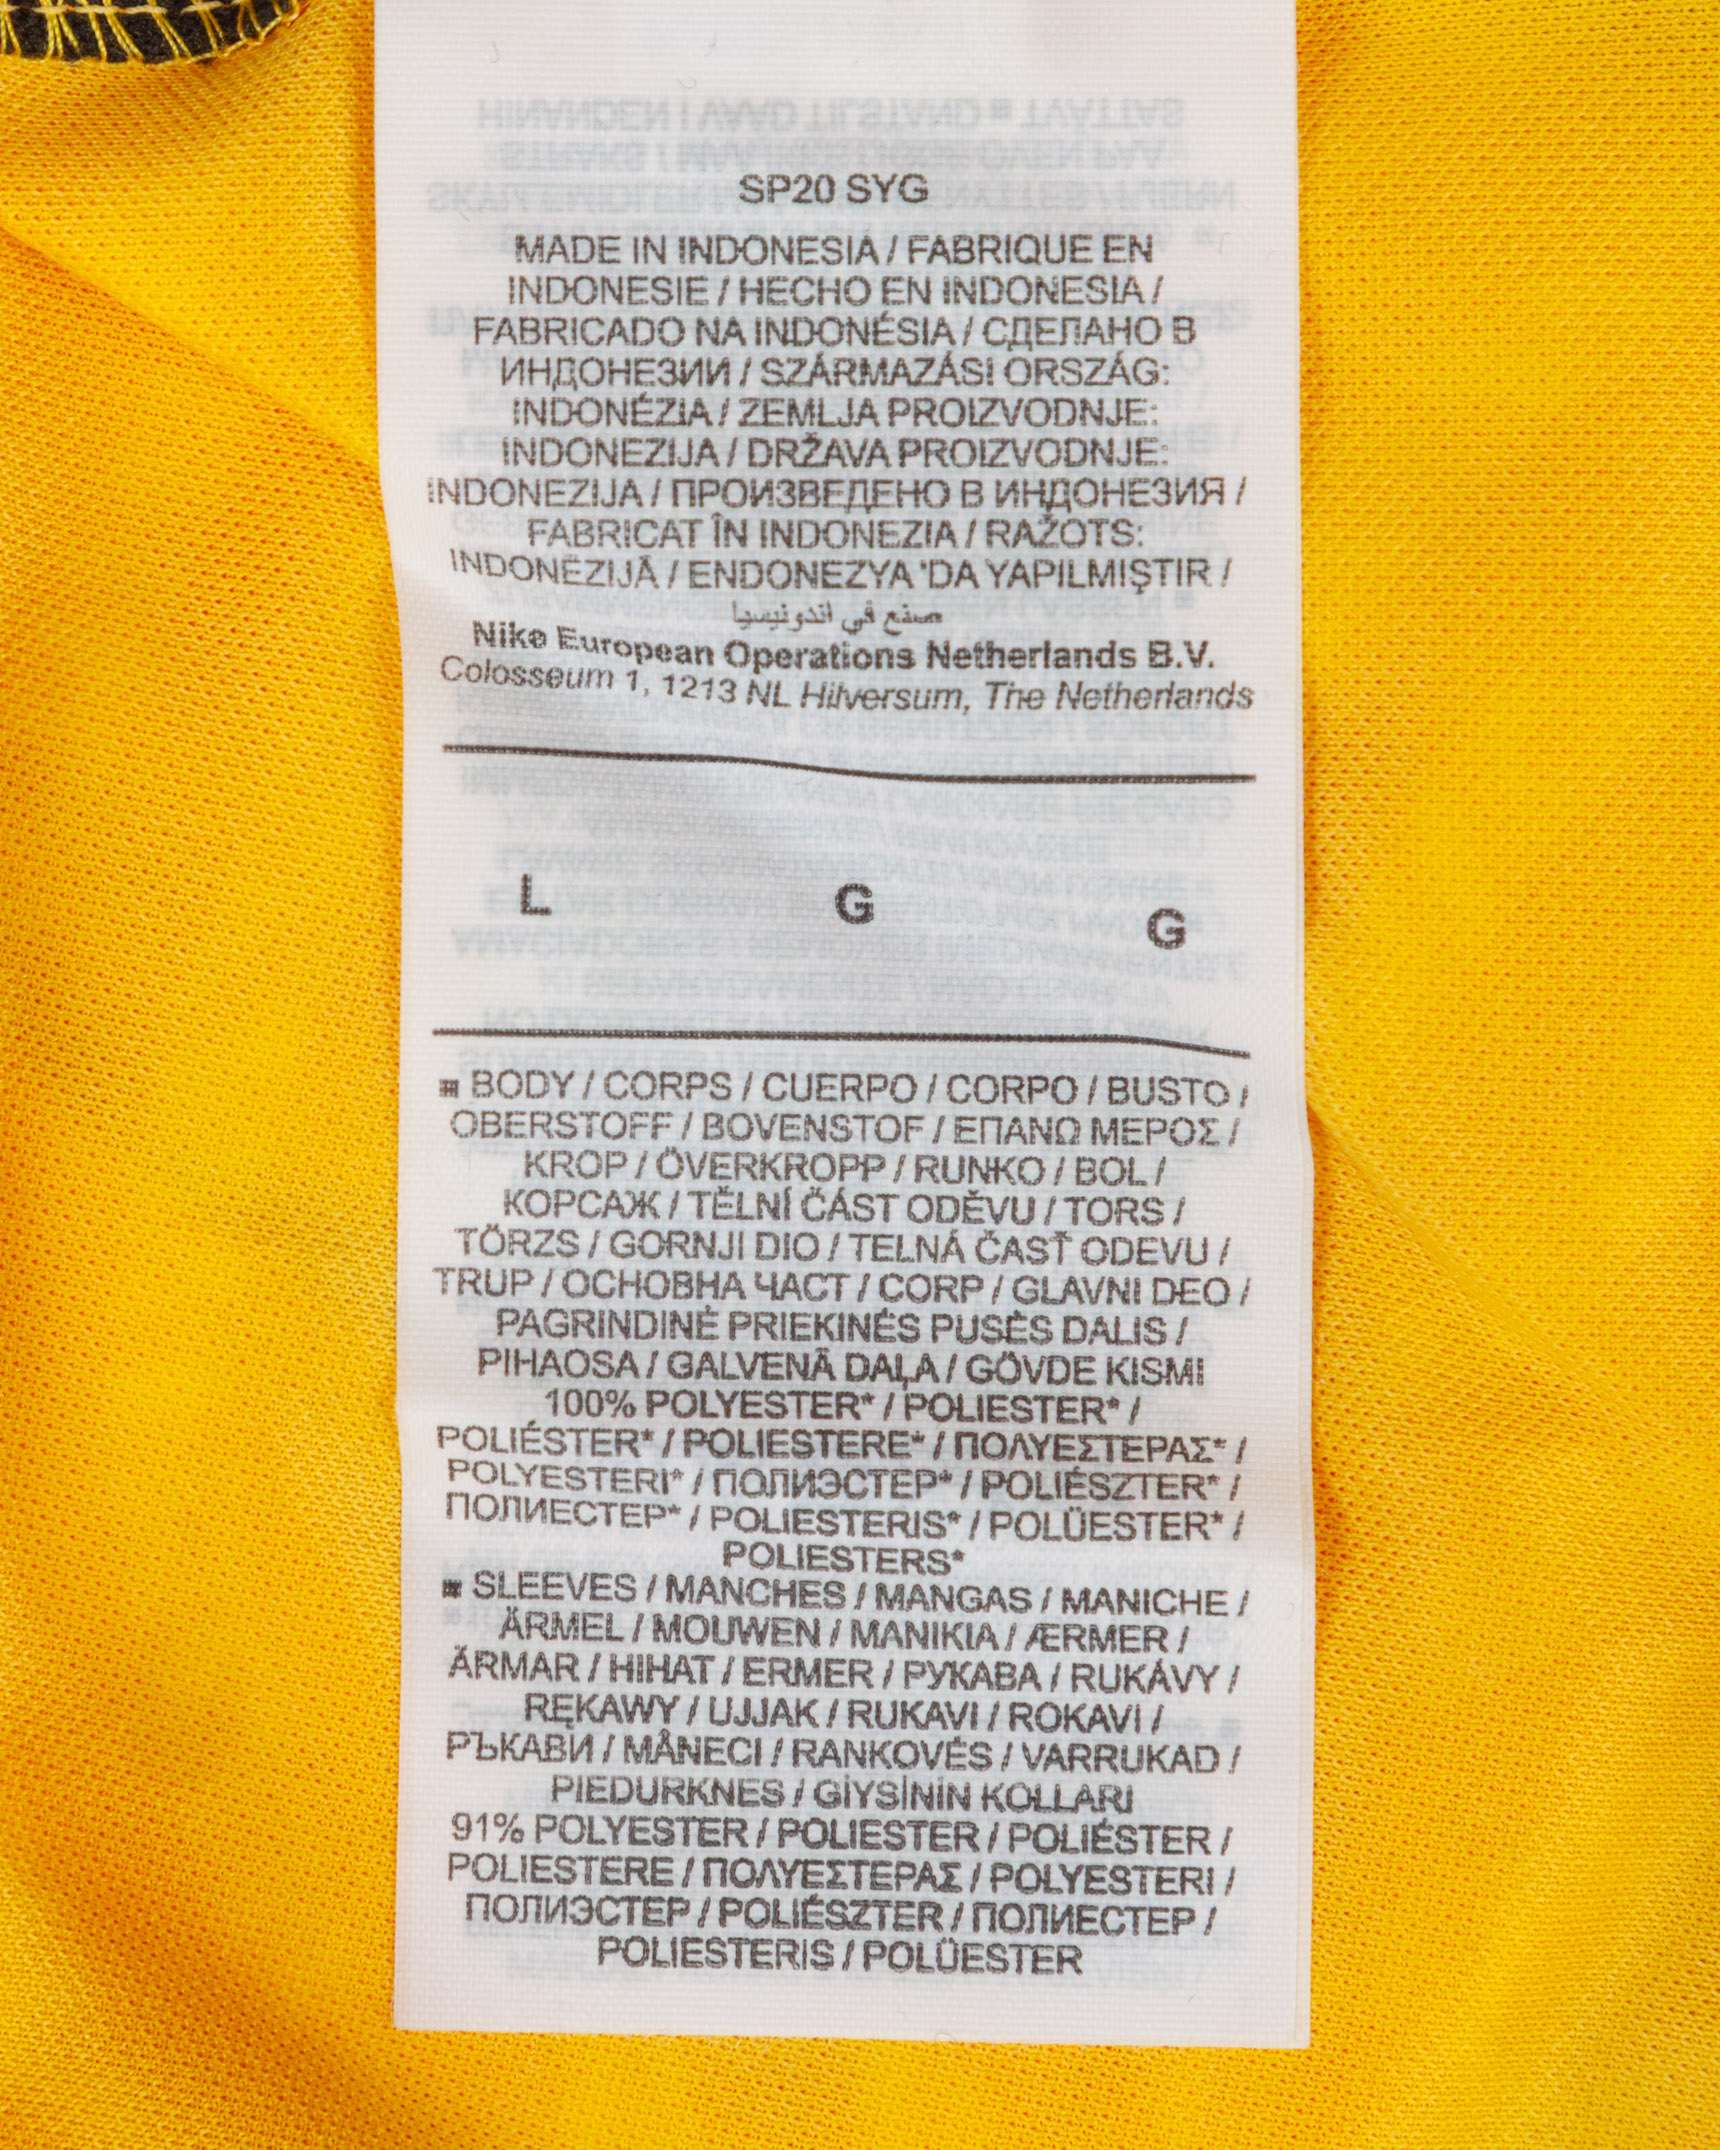 SP20 SYG
MADE IN INDONESIA / FABRIQUE EN
INDONESIE / HECHO EN INDONESIA /
FABRICADO NA INDONÉSIA / СДЕЛАНО В
ИНДОНЕЗИИ / SZÁRMAZÁSI ORSZÁG:
INDONÉZIA / ZEMLJA PROIZVODNJE:
INDONEZIJA / DRŽAVA PROIZVODNJE:
INDONEZIJA / ПРОИЗВЕДЕНО В ИНДОНЕЗИЯ /
FABRICAT ÎN INDONEZIA / RAŽOTS:
INDONĒZIJĀ / ENDONEZYA 'DA YAPILMIŞTIR /
صنع في اندونيسيا
Nike European Operations Netherlands B.V.
Colosseum 1, 1213 NL Hilversum, The Netherlands
L G G
BODY / CORPS / CUERPO / CORPO / BUSTO /
OBERSTOFF / BOVENSTOF / ΕΠΑΝΩ ΜΕΡΟΣ /
KROP / ÖVERKROPP / RUNKO / BOL /
КОРСАЖ / TĚLNÍ ČÁST ODĚVU / TORS /
TÖRZS / GORNJI DIO / TELNÁ ČASŤ ODEVU /
TRUP / ОСНОВНА ЧАСТ / CORP / GLAVNI DEO /
PAGRINDINĖ PRIEKINĖS PUSĖS DALIS /
PIHAOSA / GALVENĀ DAĻA / GÖVDE KISMI
100% POLYESTER* / POLIESTER* /
POLIÉSTER* / POLIESTERE* / ΠΟΛΥΕΣΤΕΡΑΣ* /
POLYESTERI* / ПОЛИЭСТЕР* / POLIÉSZTER* /
ПОЛИЕСТЕР* / POLIESTERIS* / POLÜESTER* /
POLIESTERS*
SLEEVES / MANCHES / MANGAS / MANICHE /
ÄRMEL / MOUWEN / MANIKIA / ÆRMER /
ÄRMAR / HIHAT / ERMER / РУКАВА / RUKÁVY /
RĘKAWY / UJJAK / RUKAVI / ROKAVI /
РЪКАВИ / MÂNECI / RANKOVĖS / VARRUKAD /
PIEDURKNES / GİYSİNİN KOLLARI
91% POLYESTER / POLIESTER / POLIÉSTER /
POLIESTERE / ΠΟΛΥΕΣΤΕΡΑΣ / POLYESTERI /
ПОЛИЭСТЕР / POLIÉSZTER / ПОЛИЕСТЕР /
POLIESTERIS / POLÜESTER